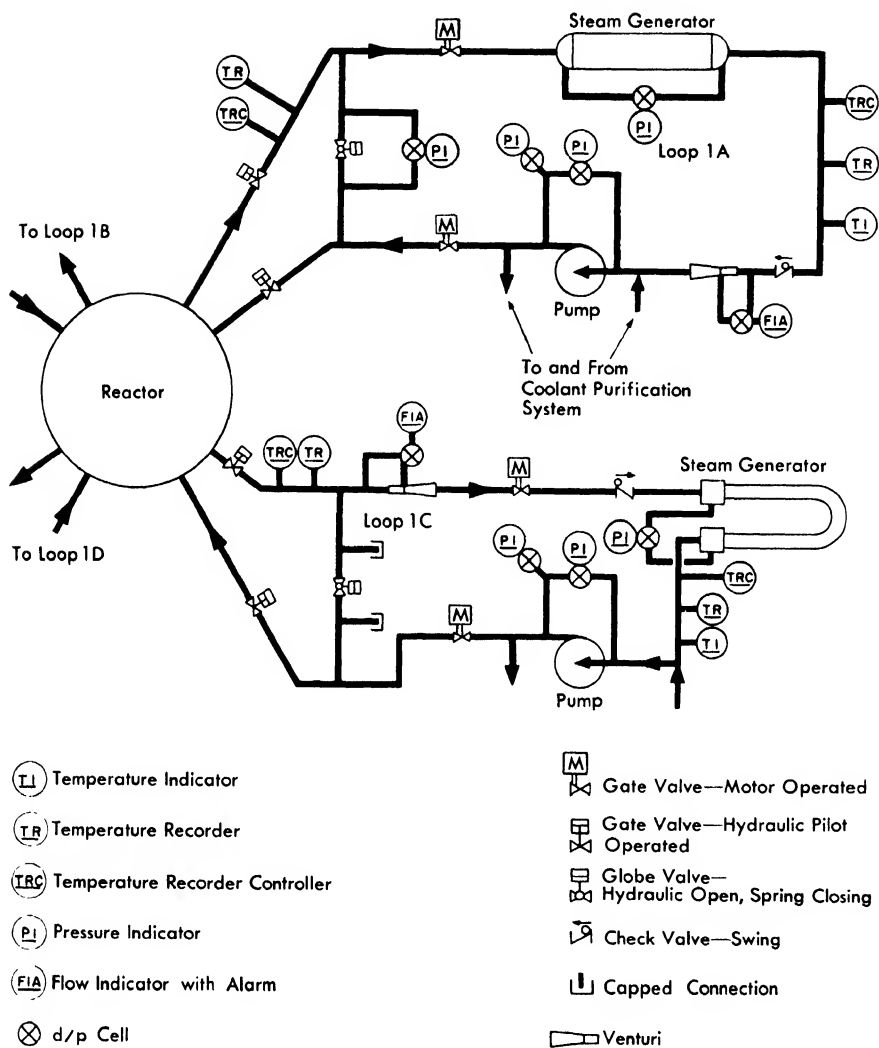 M
Steam Generator
TR
TRC
PI
TRC
PI
Loop 1A
PI
PI
TR
M
TI
To Loop 1B
Pump
FIA
To and From
Coolant Purification
System
Reactor
FIA
TRC
TR
M
Steam Generator
Loop 1C
PI
PI
PI
To Loop 1D
TRC
M
TR
TI
Pump
TI Temperature Indicator
TR Temperature Recorder
TRC Temperature Recorder Controller
PI Pressure Indicator
FIA Flow Indicator with Alarm
d/p Cell
M
Gate Valve—Motor Operated
Gate Valve—Hydraulic Pilot
Operated
Globe Valve—
Hydraulic Open, Spring Closing
Check Valve—Swing
Capped Connection
Venturi